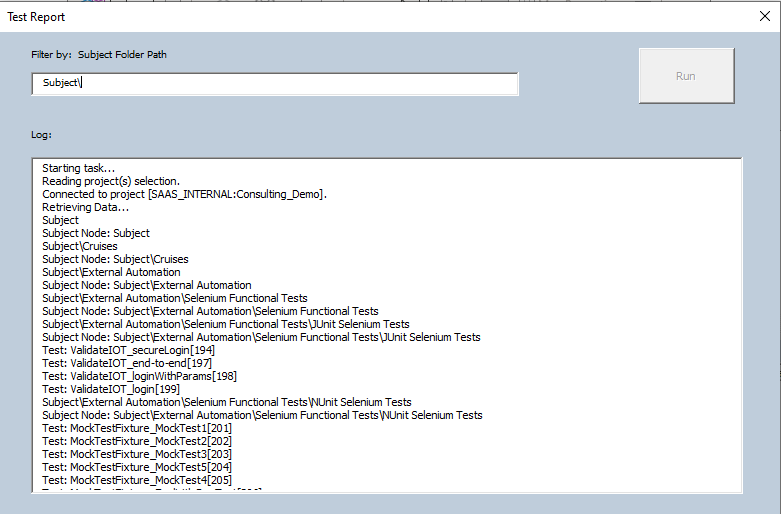 Test Report
Filter by: Subject Folder Path
Subject\
Run
Log:
Starting task...
Reading project(s) selection.
Connected to project [SAAS_INTERNAL:Consulting_Demo].
Retrieving Data...
Subject
Subject Node: Subject
Subject\Cruises
Subject Node: Subject\Cruises
Subject\External Automation
Subject Node: Subject\External Automation
Subject\External Automation\Selenium Functional Tests
Subject Node: Subject\External Automation\Selenium Functional Tests
Subject\External Automation\Selenium Functional Tests\JUnit Selenium Tests
Subject Node: Subject\External Automation\Selenium Functional Tests\JUnit Selenium Tests
Test: ValidateIOT_secureLogin[194]
Test: ValidateIOT_end-to-end[197]
Test: ValidateIOT_loginWithParams[198]
Test: ValidateIOT_login[199]
Subject\External Automation\Selenium Functional Tests\NUnit Selenium Tests
Subject Node: Subject\External Automation\Selenium Functional Tests\NUnit Selenium Tests
Test: MockTestFixture_MockTest1[201]
Test: MockTestFixture_MockTest2[202]
Test: MockTestFixture_MockTest3[203]
Test: MockTestFixture_MockTest5[204]
Test: MockTestFixture_MockTest4[205]